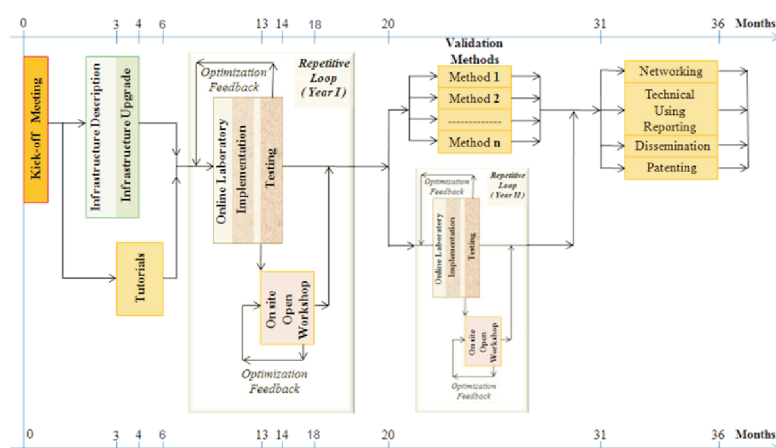 0 3 4 6 13 14 18 20 31 36 Months
Kick-off Meeting
Infrastructure Description
Infrastructure Upgrade
Tutorials
Optimization
Feedback
Repetitive
Loop
(Year I)
Online Laboratory
Implementation
Testing
On site
Open
Workshop
Optimization
Feedback
Validation
Methods
Method 1
Method 2
-------------
Method n
Optimization
Feedback
Repetitive
Loop
(Year II)
Online Laboratory
Implementation
Testing
On site
Open
Workshop
Optimization
Feedback
Networking
Technical
Using
Reporting
Dissemination
Patenting
0 3 4 6 13 14 18 20 31 36 Months